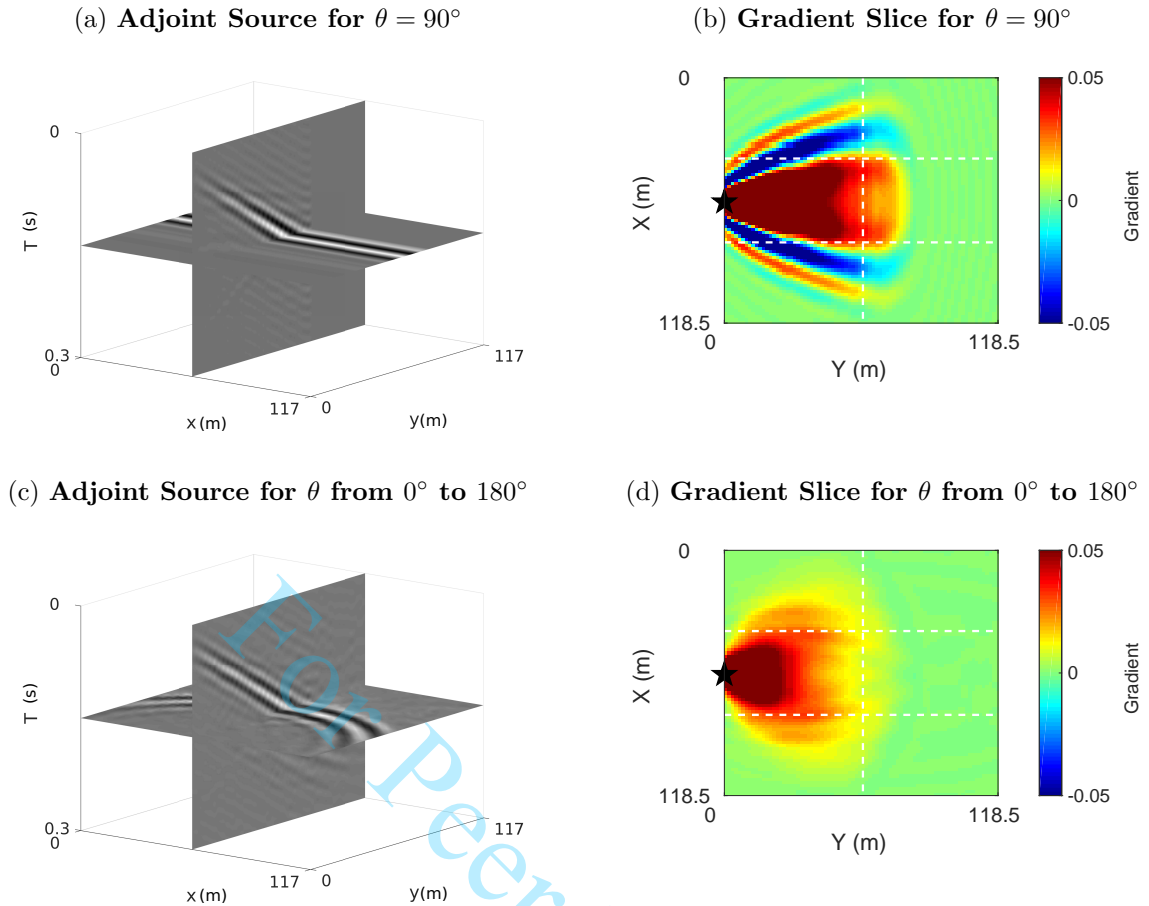 (a) Adjoint Source for θ = 90°
0
T (s)
0.3
0
x(m)
117
0
y(m)
117
(b) Gradient Slice for θ = 90°
0
X (m)
118.5
0
Y (m)
118.5
0.05
0
-0.05
Gradient
(c) Adjoint Source for θ from 0° to 180°
0
T (s)
0.3
0
x(m)
117
0
y(m)
117
(d) Gradient Slice for θ from 0° to 180°
0
X (m)
118.5
0
Y (m)
118.5
0.05
0
-0.05
Gradient
For Peer